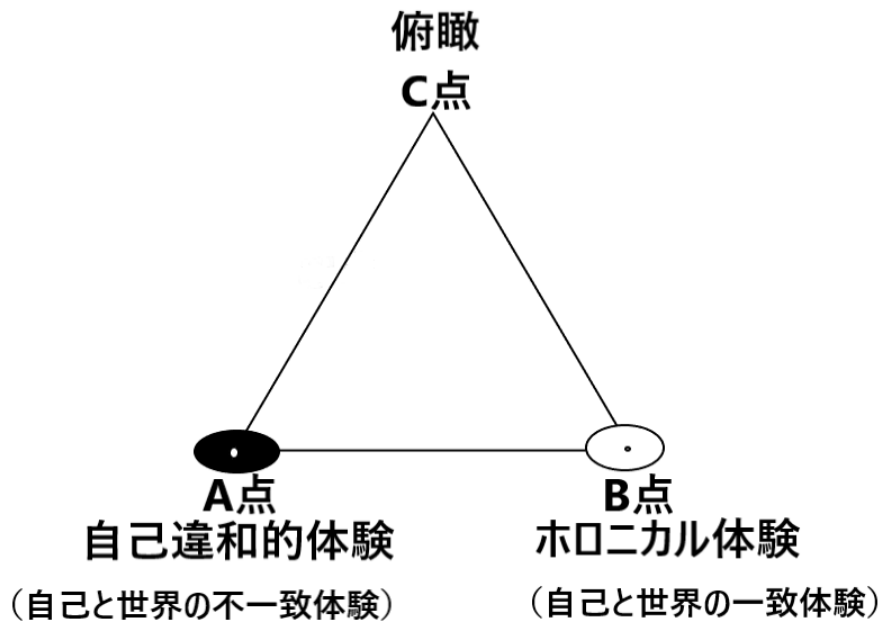 俯瞰
C点
A点
自己違和的体験
(自己と世界の不一致体験)
B点
ホロニカル体験
(自己と世界の一致体験)